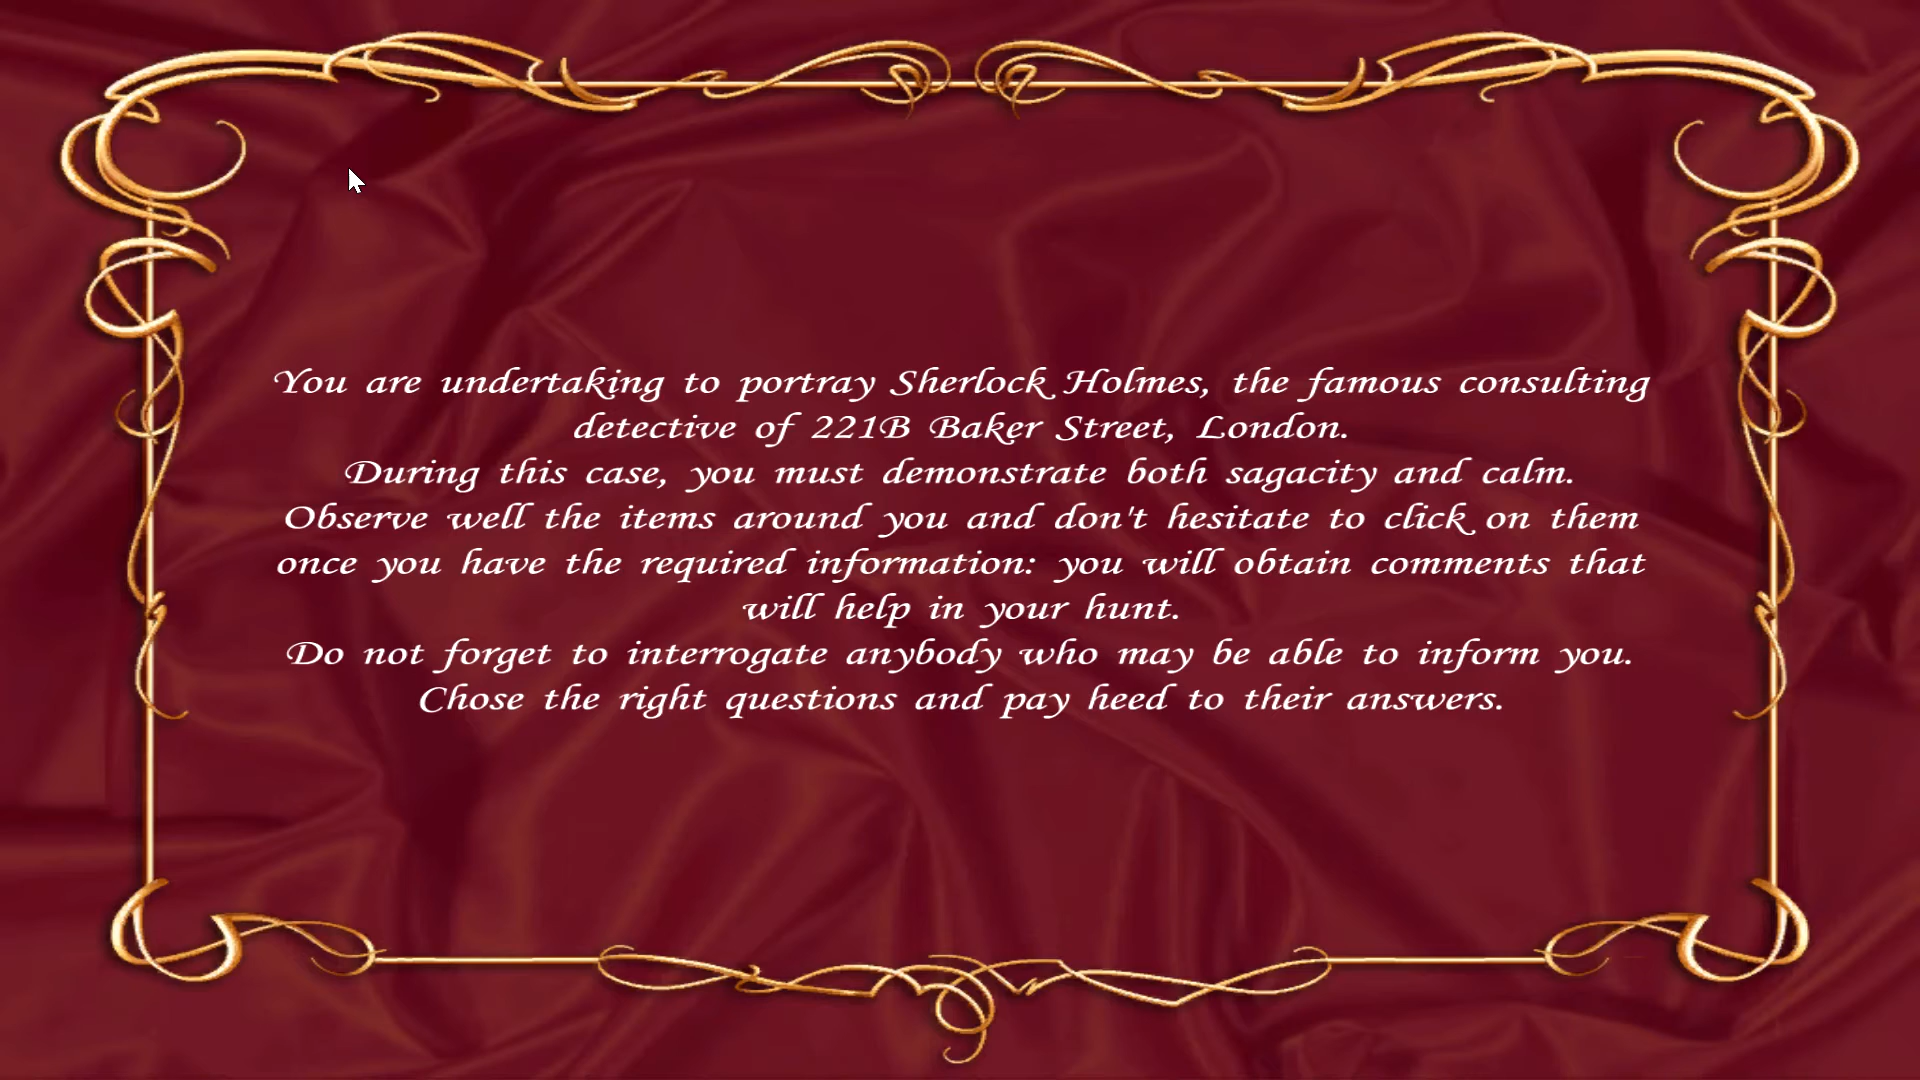 You are undertaking to portray Sherlock Holmes, the famous consulting
detective of 221B Baker Street, London.
During this case, you must demonstrate both sagacity and calm.
Observe well the items around you and don't hesitate to click on them
once you have the required information: you will obtain comments that
will help in your hunt.
Do not forget to interrogate anybody who may be able to inform you.
Chose the right questions and pay heed to their answers.